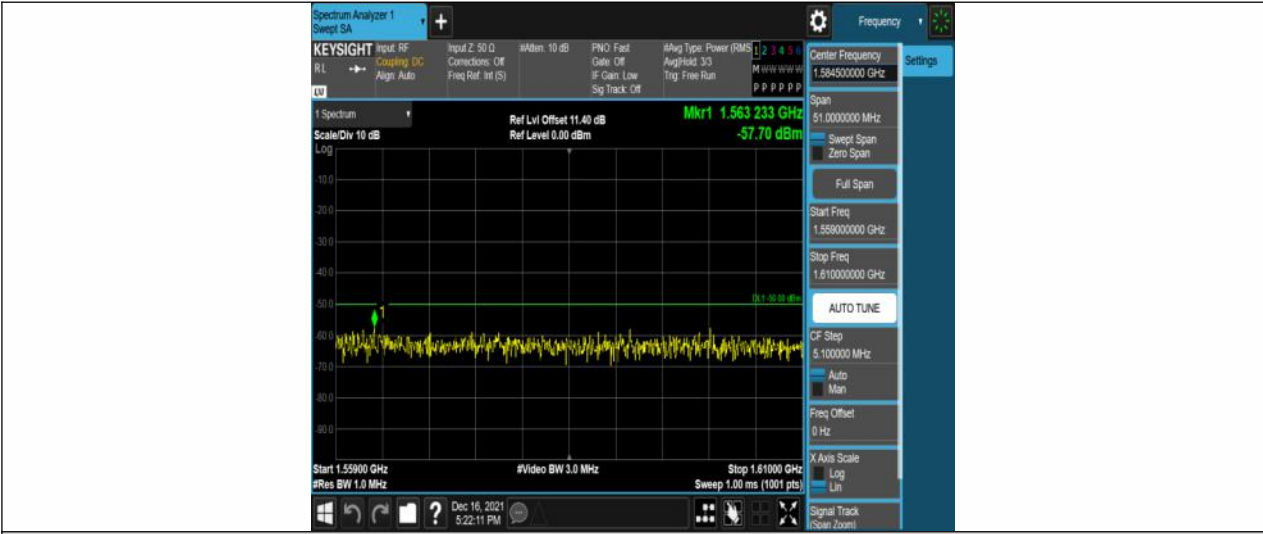 Spectrum Analyzer 1
Swept SA
+
Frequency
KEYSIGHT Input: RF Input Z: 50 Ω #Atten: 10 dB PNO: Fast #Avg Type: Power (RMS 1 2 3 4 5 6
RL Coupling: DC Corrections: Off Gate: Off Avg|Hold: 3/3 M W W W W W
Align: Auto Freq Ref: Int (S) IF Gain: Low Trig: Free Run
LVI Sig Track: Off P P P P P P
Center Frequency
1.584500000 GHz
Settings
Span
51.0000000 MHz
Swept Span
Zero Span
Full Span
Start Freq
1.559000000 GHz
Stop Freq
1.610000000 GHz
AUTO TUNE
CF Step
5.100000 MHz
Auto
Man
Freq Offset
0 Hz
X Axis Scale
Log
Lin
Signal Track
(Span Zoom)
1 Spectrum
Scale/Div 10 dB
Ref Lvl Offset 11.40 dB
Ref Level 0.00 dBm
Mkr1 1.563 233 GHz
-57.70 dBm
Log
-10.0
-20.0
-30.0
-40.0
-50.0
DL1 -50.00 dBm
1
-60.0
-70.0
-80.0
-90.0
Start 1.55900 GHz #Video BW 3.0 MHz Stop 1.61000 GHz
#Res BW 1.0 MHz Sweep 1.00 ms (1001 pts)
? Dec 16, 2021
5:22:11 PM